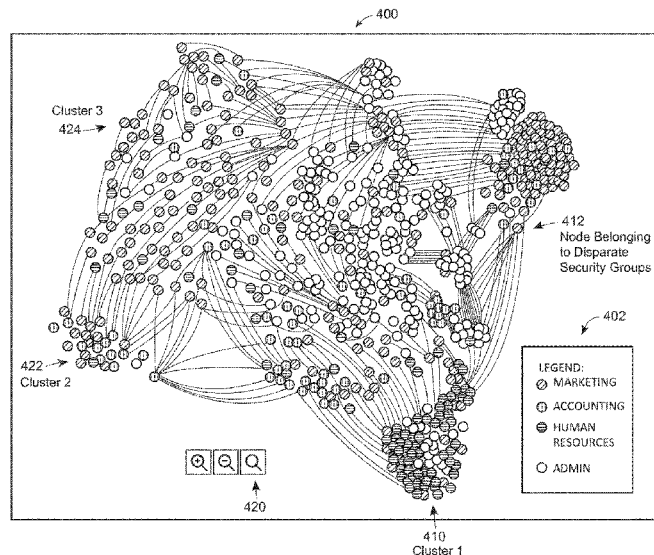 400
Cluster 3
424
412
Node Belonging
to Disparate
Security Groups
402
422
Cluster 2
LEGEND:
MARKETING
ACCOUNTING
HUMAN
RESOURCES
ADMIN
420
410
Cluster 1